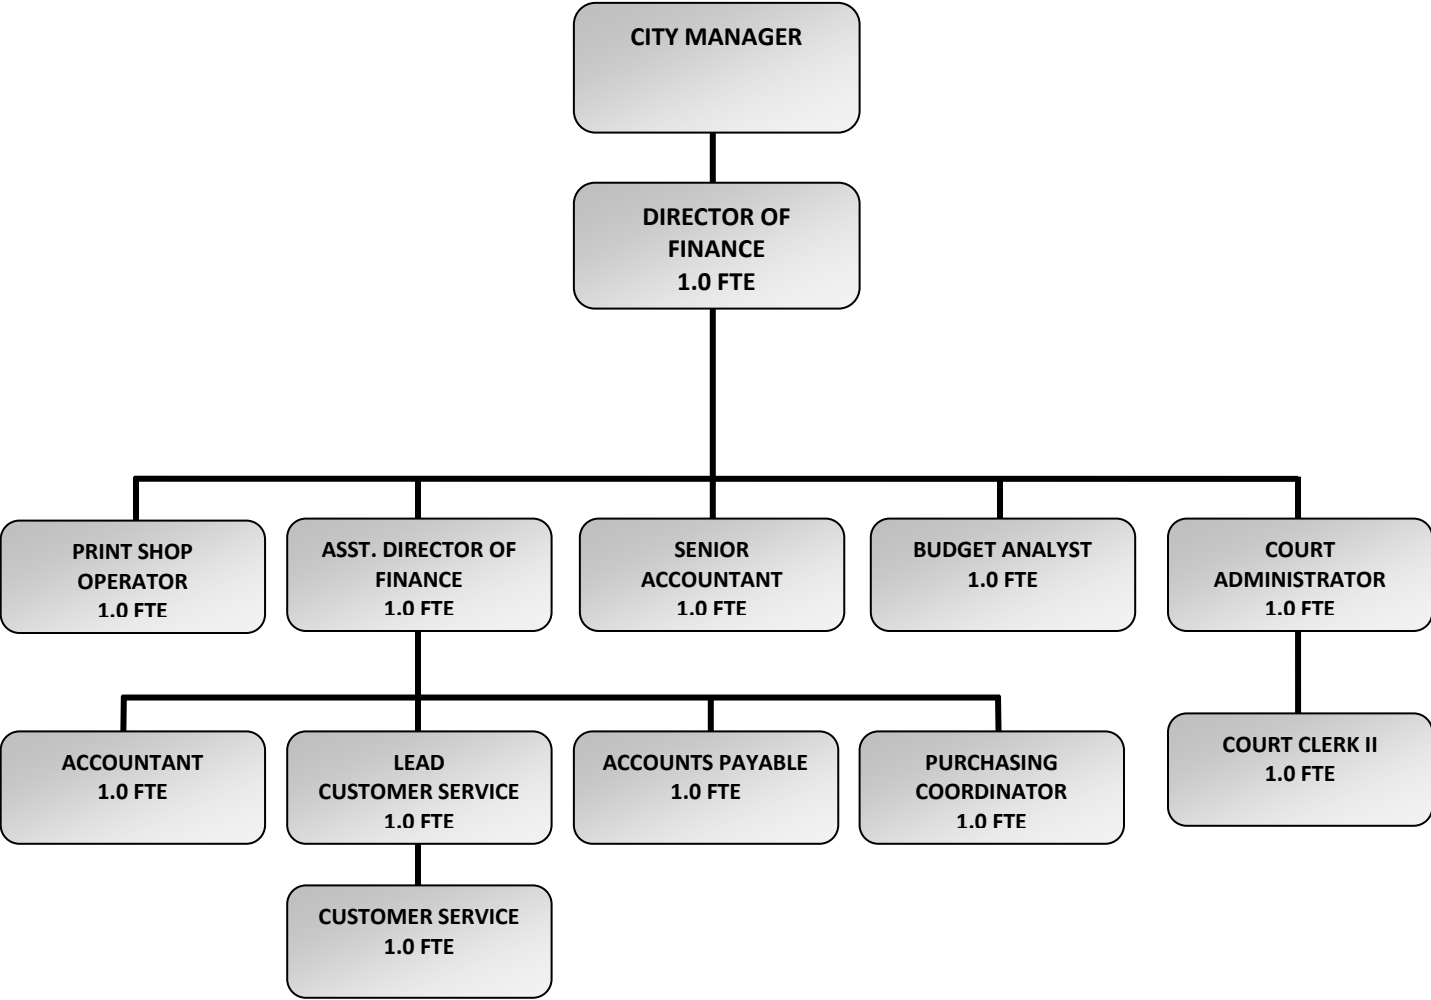 CITY MANAGER
DIRECTOR OF
FINANCE
1.0 FTE
PRINT SHOP
OPERATOR
1.0 FTE
ASST. DIRECTOR OF
FINANCE
1.0 FTE
SENIOR
ACCOUNTANT
1.0 FTE
BUDGET ANALYST
1.0 FTE
COURT
ADMINISTRATOR
1.0 FTE
ACCOUNTANT
1.0 FTE
LEAD
CUSTOMER SERVICE
1.0 FTE
ACCOUNTS PAYABLE
1.0 FTE
PURCHASING
COORDINATOR
1.0 FTE
COURT CLERK II
1.0 FTE
CUSTOMER SERVICE
1.0 FTE